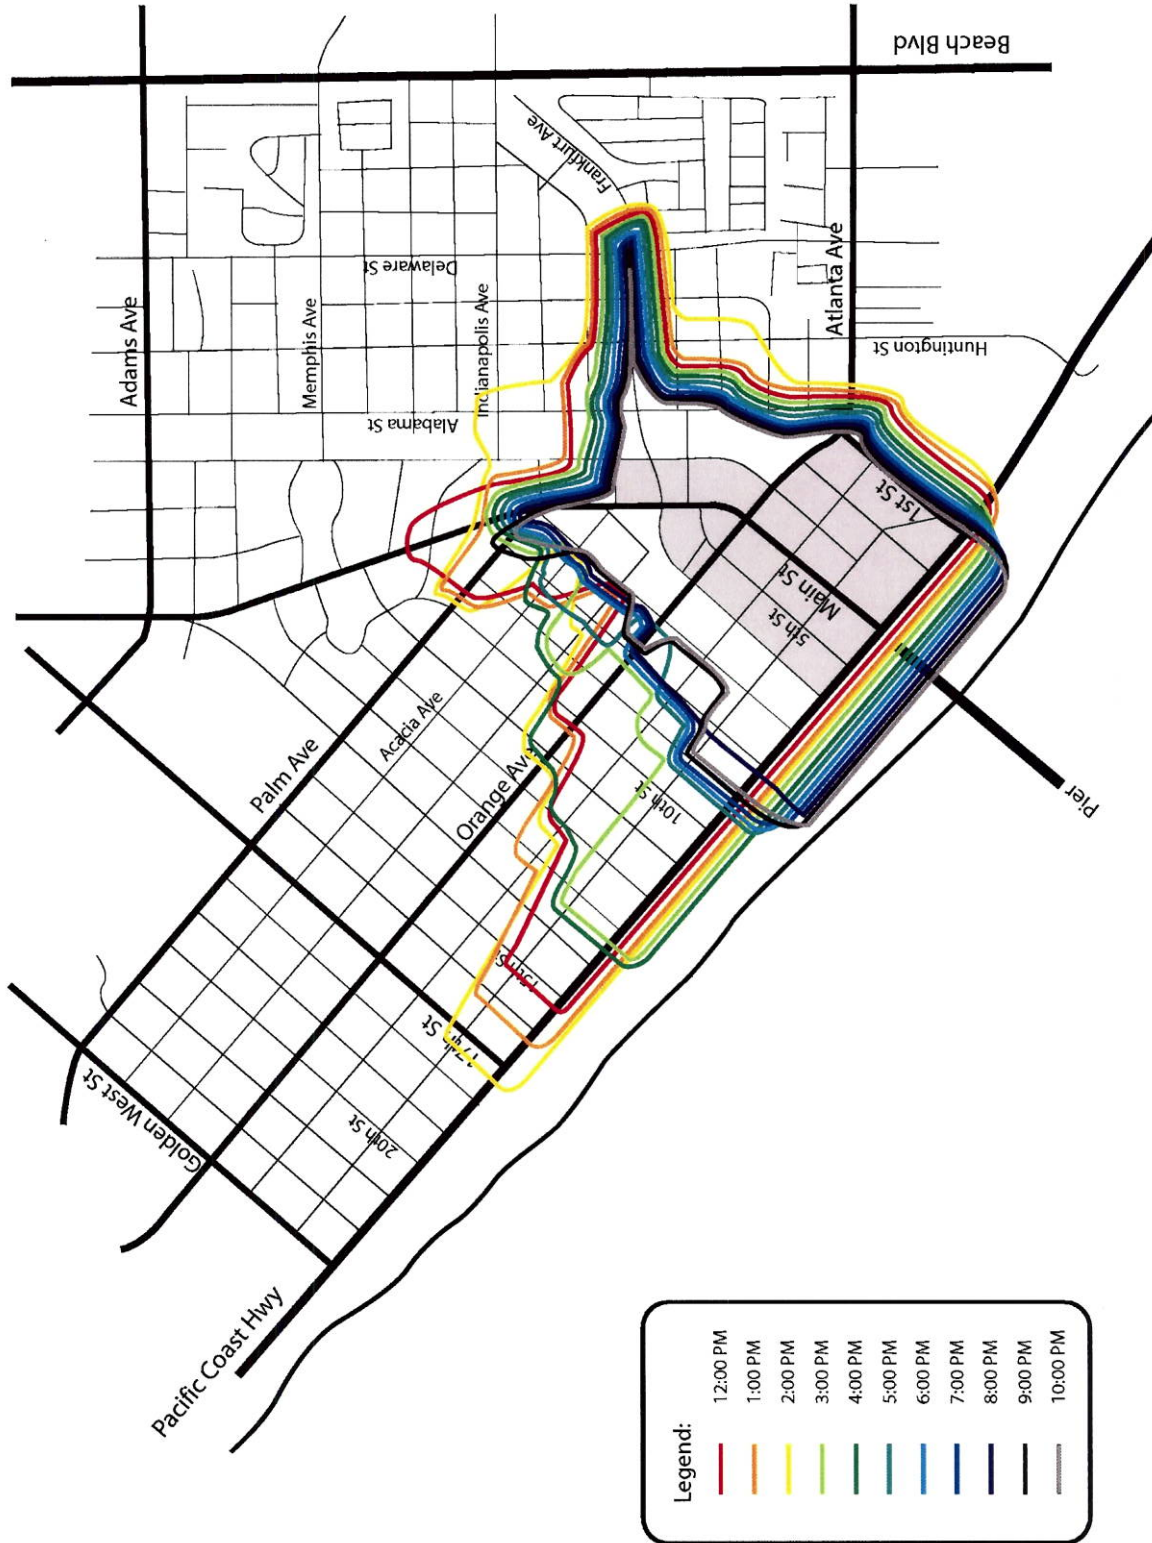 Beach Blvd
Frankfurt Ave
Adams Ave
Memphis Ave
Delaware St
Indianapolis Ave
Alabama St
Atlanta Ave
Huntington St
1st St
Main St
5th St
Palm Ave
Acacia Ave
Orange Ave
10th St
15th St
17th St
20th St
Golden West St
Pacific Coast Hwy
Pier
Legend:
12:00 PM
1:00 PM
2:00 PM
3:00 PM
4:00 PM
5:00 PM
6:00 PM
7:00 PM
8:00 PM
9:00 PM
10:00 PM